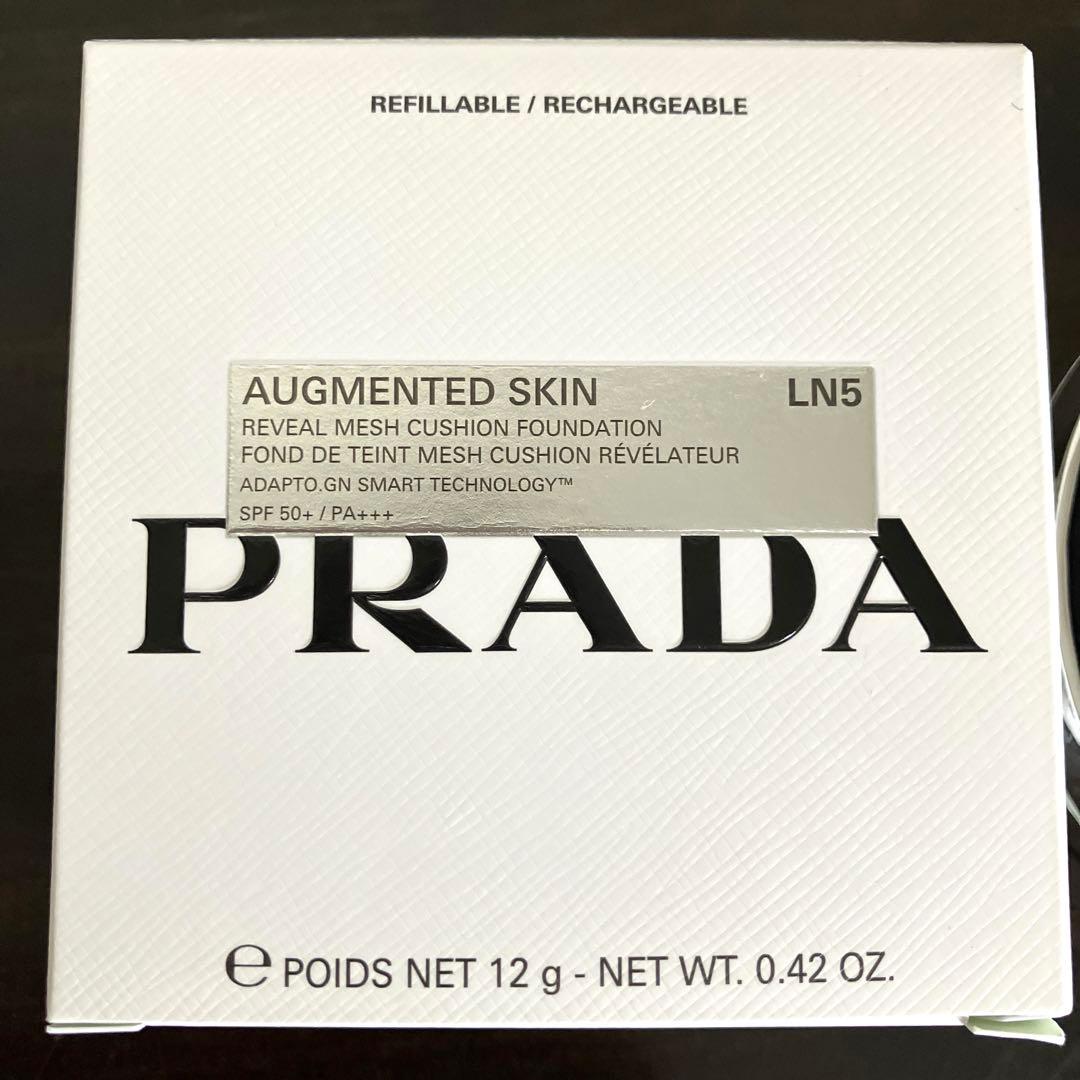 REFILLABLE / RECHARGEABLE
AUGMENTED SKIN LN5
REVEAL MESH CUSHION FOUNDATION
FOND DE TEINT MESH CUSHION RÉVÉLATEUR
ADAPTO.GN SMART TECHNOLOGY™
SPF 50+ / PA+++
PRADA
℮ POIDS NET 12 g - NET WT. 0.42 OZ.